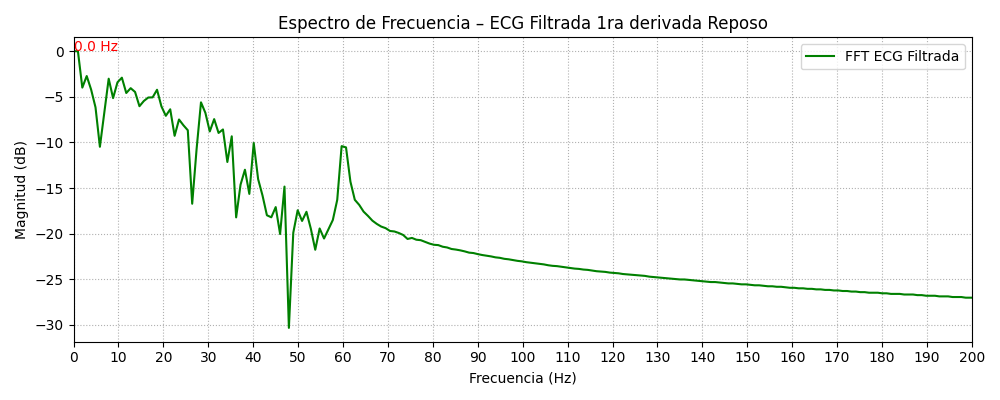 Espectro de Frecuencia – ECG Filtrada 1ra derivada Reposo
0.0 Hz
FFT ECG Filtrada
Magnitud (dB)
0
−5
−10
−15
−20
−25
−30
0 10 20 30 40 50 60 70 80 90 100 110 120 130 140 150 160 170 180 190 200
Frecuencia (Hz)